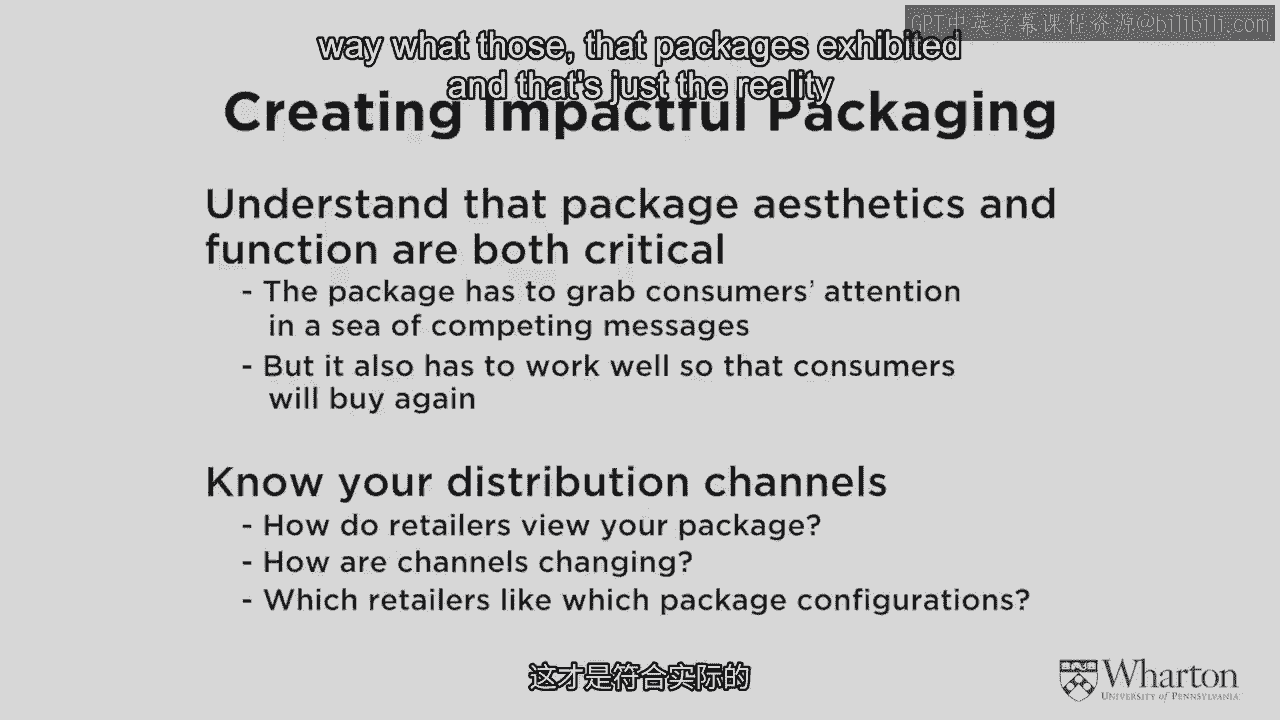 GPT中英字幕课程资源@bilibili.com
way what those, that packages exhibited
and that's just the reality
Creating Impactful Packaging
Understand that package aesthetics and
function are both critical
- The package has to grab consumers' attention
in a sea of competing messages
- But it also has to work well so that consumers
will buy again
Know your distribution channels
- How do retailers view your package?
- How are channels changing?
- Which retailers like which package configurations?
这才是符合实际的
Wharton
UNIVERSITY of PENNSYLVANIA